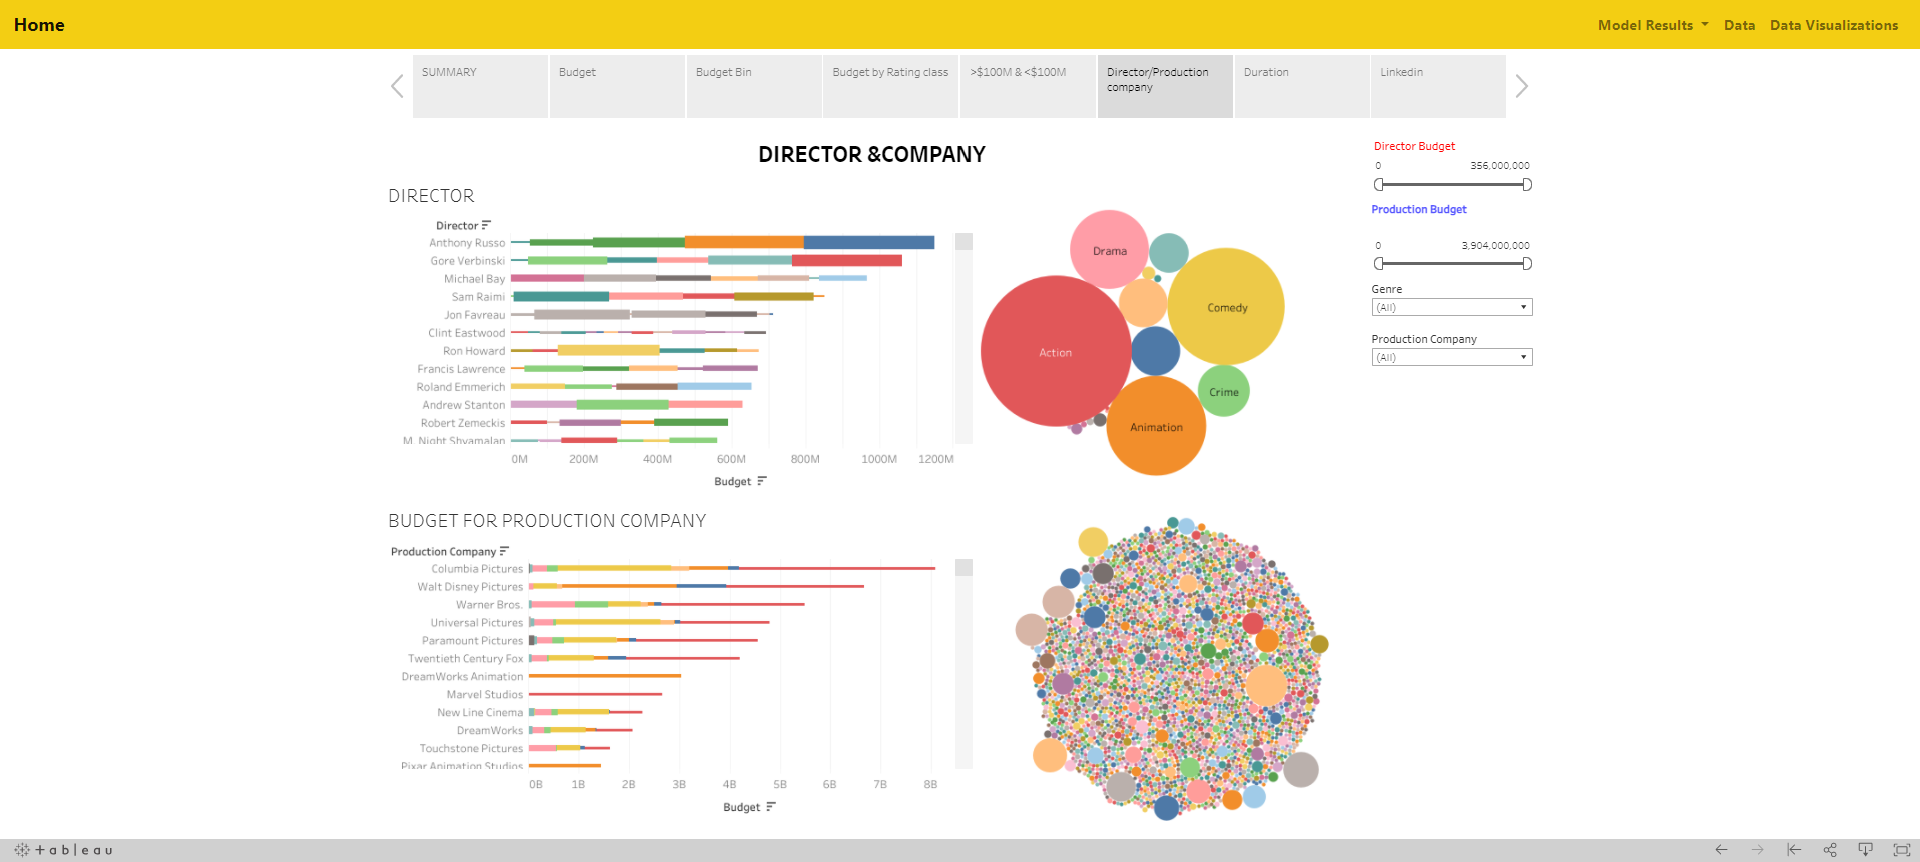 Home
Model Results
Data
Data Visualizations
SUMMARY
Budget
Budget Bin
Budget by Rating class
>$100M & <$100M
Director/Production
company
Duration
Linkedin
DIRECTOR &COMPANY
DIRECTOR
Director
Anthony Russo
Gore Verbinski
Michael Bay
Sam Raimi
Jon Favreau
Clint Eastwood
Ron Howard
Francis Lawrence
Roland Emmerich
Andrew Stanton
Robert Zemeckis
M. Night Shyamalan
0M
200M
400M
600M
800M
1000M
1200M
Budget
Drama
Comedy
Action
Crime
Animation
Director Budget
0
356,000,000
Production Budget
0
3,904,000,000
Genre
(All)
Production Company
(All)
BUDGET FOR PRODUCTION COMPANY
Production Company
Columbia Pictures
Walt Disney Pictures
Warner Bros.
Universal Pictures
Paramount Pictures
Twentieth Century Fox
DreamWorks Animation
Marvel Studios
New Line Cinema
DreamWorks
Touchstone Pictures
Pixar Animation Studios
0B
1B
2B
3B
4B
5B
6B
7B
8B
Budget
+ableau